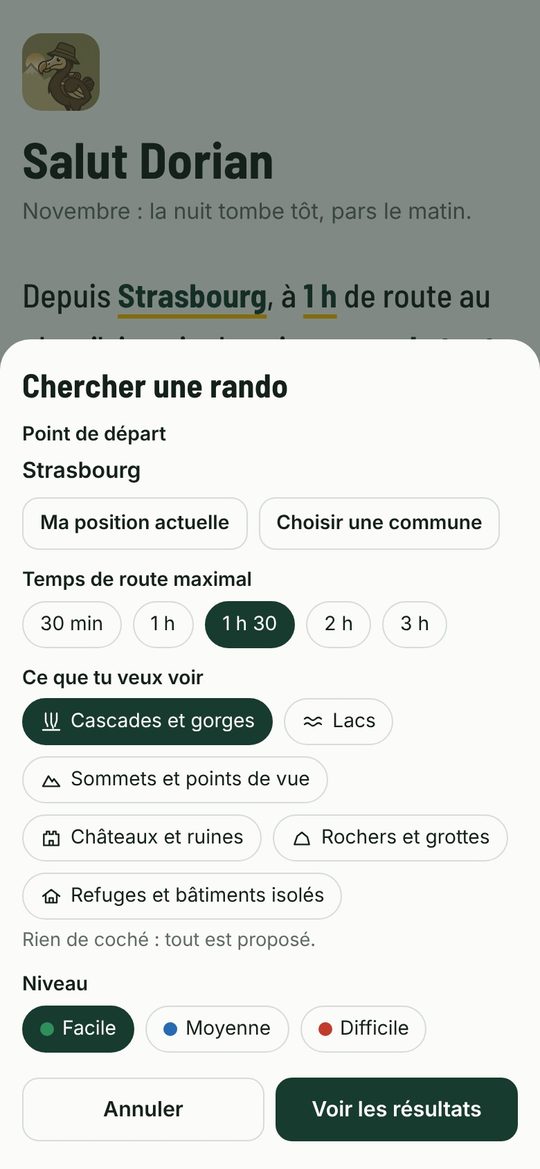 Salut Dorian
Novembre : la nuit tombe tôt, pars le matin.
Depuis Strasbourg, à 1 h de route au
Chercher une rando
Point de départ
Strasbourg
Ma position actuelle
Choisir une commune
Temps de route maximal
30 min
1 h
1 h 30
2 h
3 h
Ce que tu veux voir
Cascades et gorges
Lacs
Sommets et points de vue
Châteaux et ruines
Rochers et grottes
Refuges et bâtiments isolés
Rien de coché : tout est proposé.
Niveau
Facile
Moyenne
Difficile
Annuler
Voir les résultats